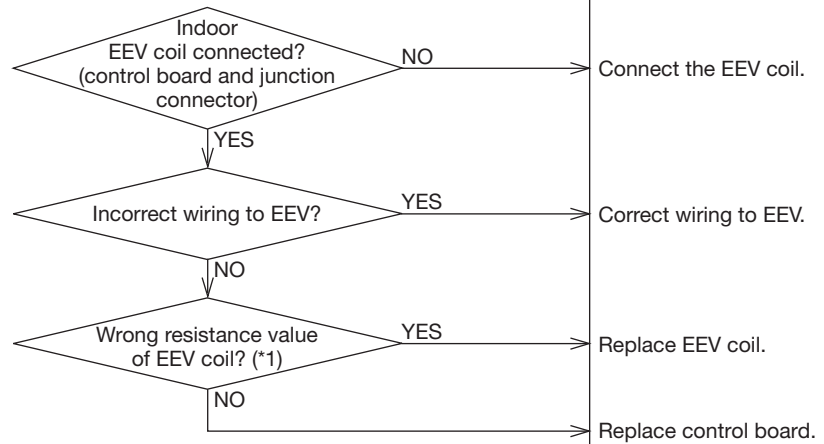 Indoor
EEV coil connected?
(control board and junction
connector)
NO
Connect the EEV coil.
YES
Incorrect wiring to EEV?
YES
Correct wiring to EEV.
NO
Wrong resistance value
of EEV coil? (*1)
YES
Replace EEV coil.
NO
Replace control board.